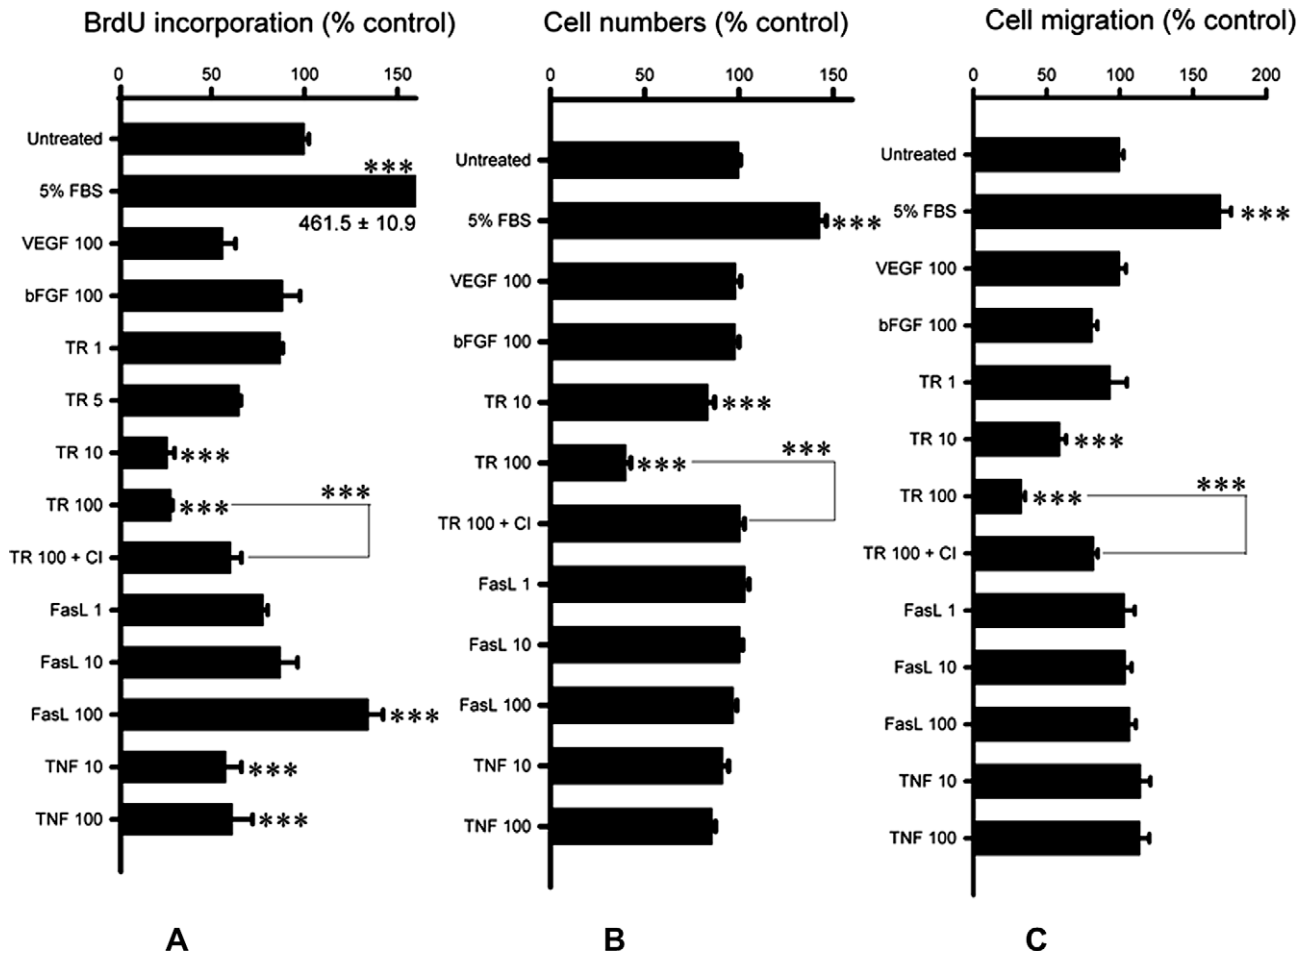 BrdU incorporation (% control)
0 50 100 150
Untreated
***
5% FBS
461.5 ± 10.9
VEGF 100
bFGF 100
TR 1
TR 5
TR 10 ***
***
TR 100 ***
TR 100 + CI
FasL 1
FasL 10
FasL 100 ***
TNF 10 ***
TNF 100 ***
A
Cell numbers (% control)
0 50 100 150
Untreated
5% FBS ***
VEGF 100
bFGF 100
TR 10 ***
***
TR 100 ***
TR 100 + CI
FasL 1
FasL 10
FasL 100
TNF 10
TNF 100
B
Cell migration (% control)
0 50 100 150 200
Untreated
5% FBS ***
VEGF 100
bFGF 100
TR 1
TR 10 ***
***
TR 100 ***
TR 100 + CI
FasL 1
FasL 10
FasL 100
TNF 10
TNF 100
C